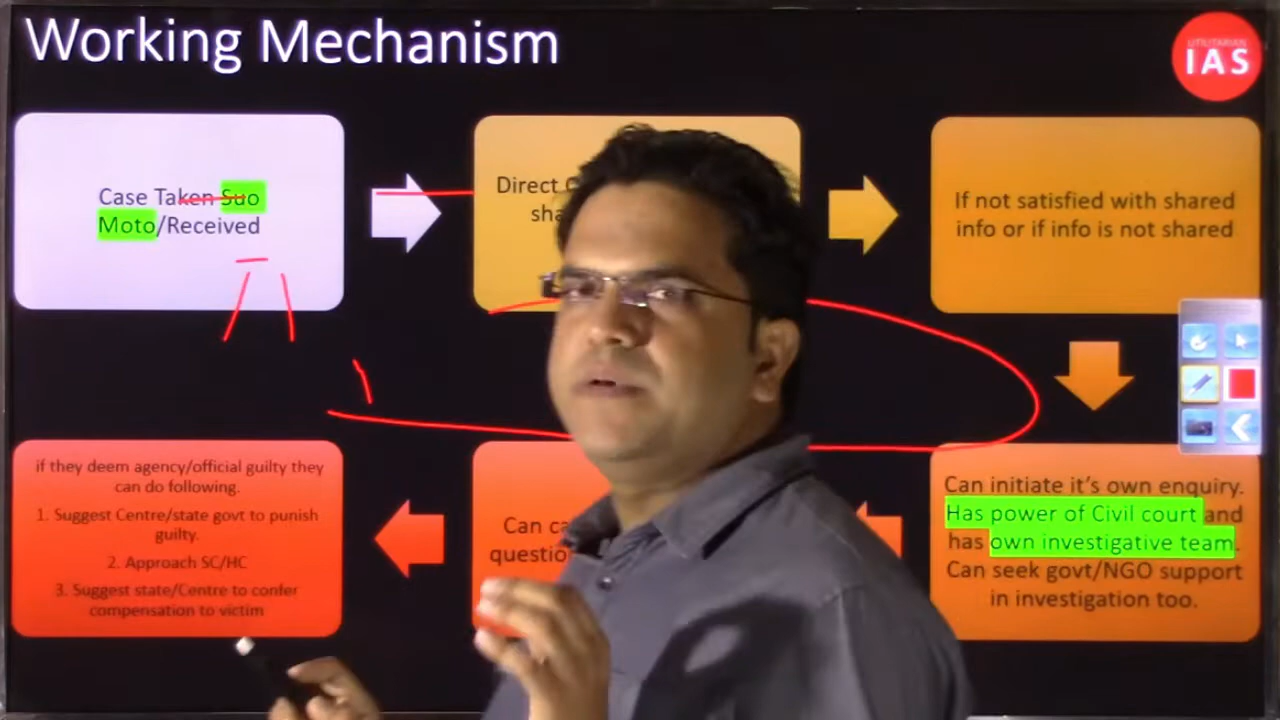 Working Mechanism
UTILITARIAN
IAS
Case Taken Suo
Moto/Received
Direct
sha
If not satisfied with shared
info or if info is not shared
if they deem agency/official guilty they
can do following.
1. Suggest Centre/state govt to punish
guilty.
2. Approach SC/HC
3. Suggest state/Centre to confer
compensation to victim
Can ca
questio
Can initiate it's own enquiry.
Has power of Civil court and
has own investigative team.
Can seek govt/NGO support
in investigation too.